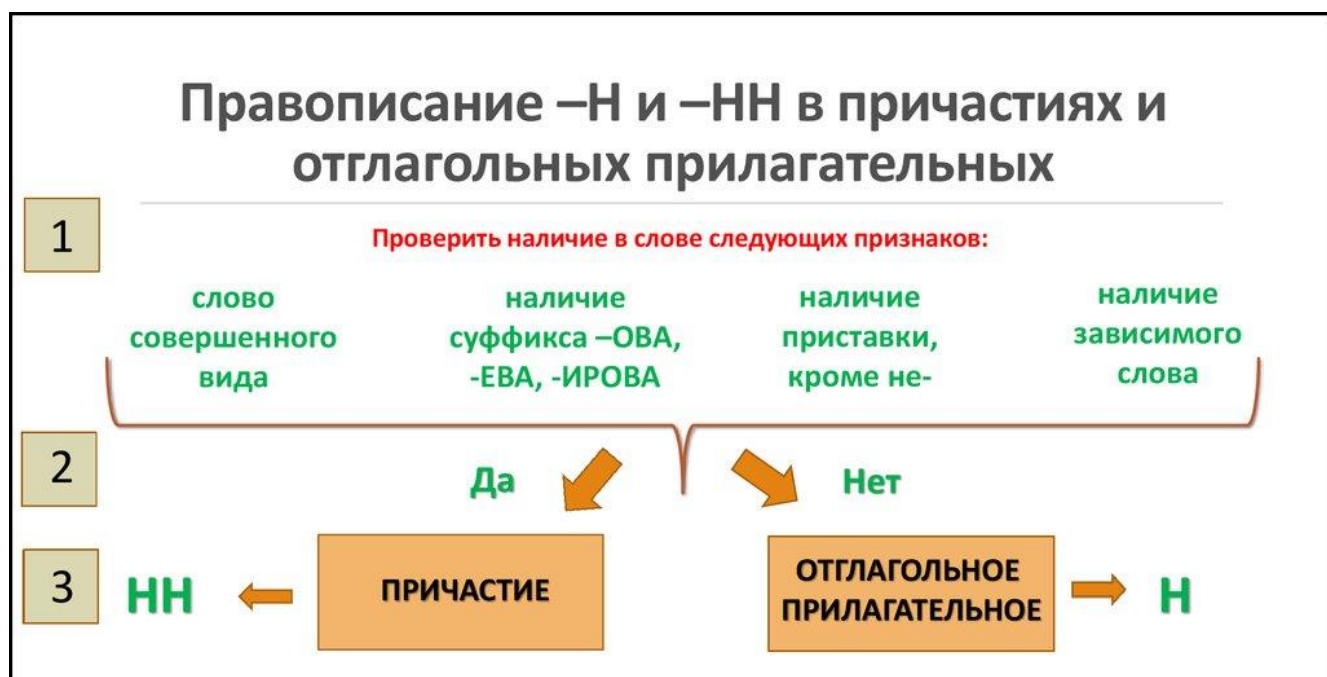 Правописание –Н и –НН в причастиях и
отглагольных прилагательных
1
Проверить наличие в слове следующих признаков:
слово
совершенного
вида
наличие
суффикса –ОВА,
-ЕВА, -ИРОВА
наличие
приставки,
кроме не-
наличие
зависимого
слова
2
Да
Нет
3
НН
ПРИЧАСТИЕ
ОТГЛАГОЛЬНОЕ
ПРИЛАГАТЕЛЬНОЕ
Н